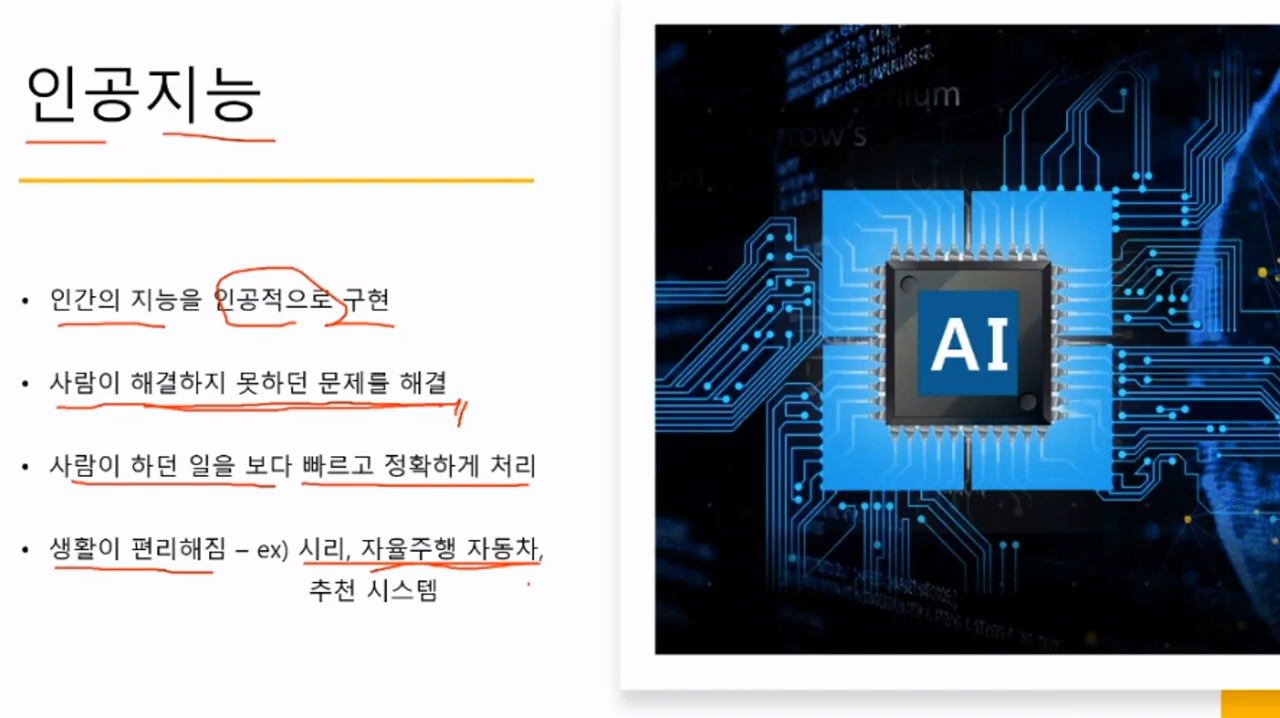 인공지능
• 인간의 지능을 인공적으로 구현
• 사람이 해결하지 못하던 문제를 해결
• 사람이 하던 일을 보다 빠르고 정확하게 처리
• 생활이 편리해짐 – ex) 시리, 자율주행 자동차,
추천 시스템
mium
row's
AI